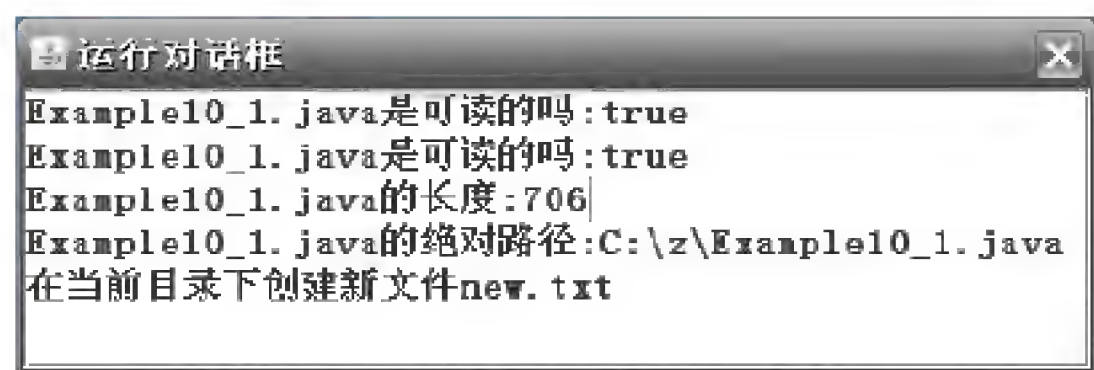 运行对话框
Example10_1.java是可读的吗:true
Example10_1.java是可读的吗:true
Example10_1.java的长度:706
Example10_1.java的绝对路径:C:\z\Example10_1.java
在当前目录下创建新文件new.txt